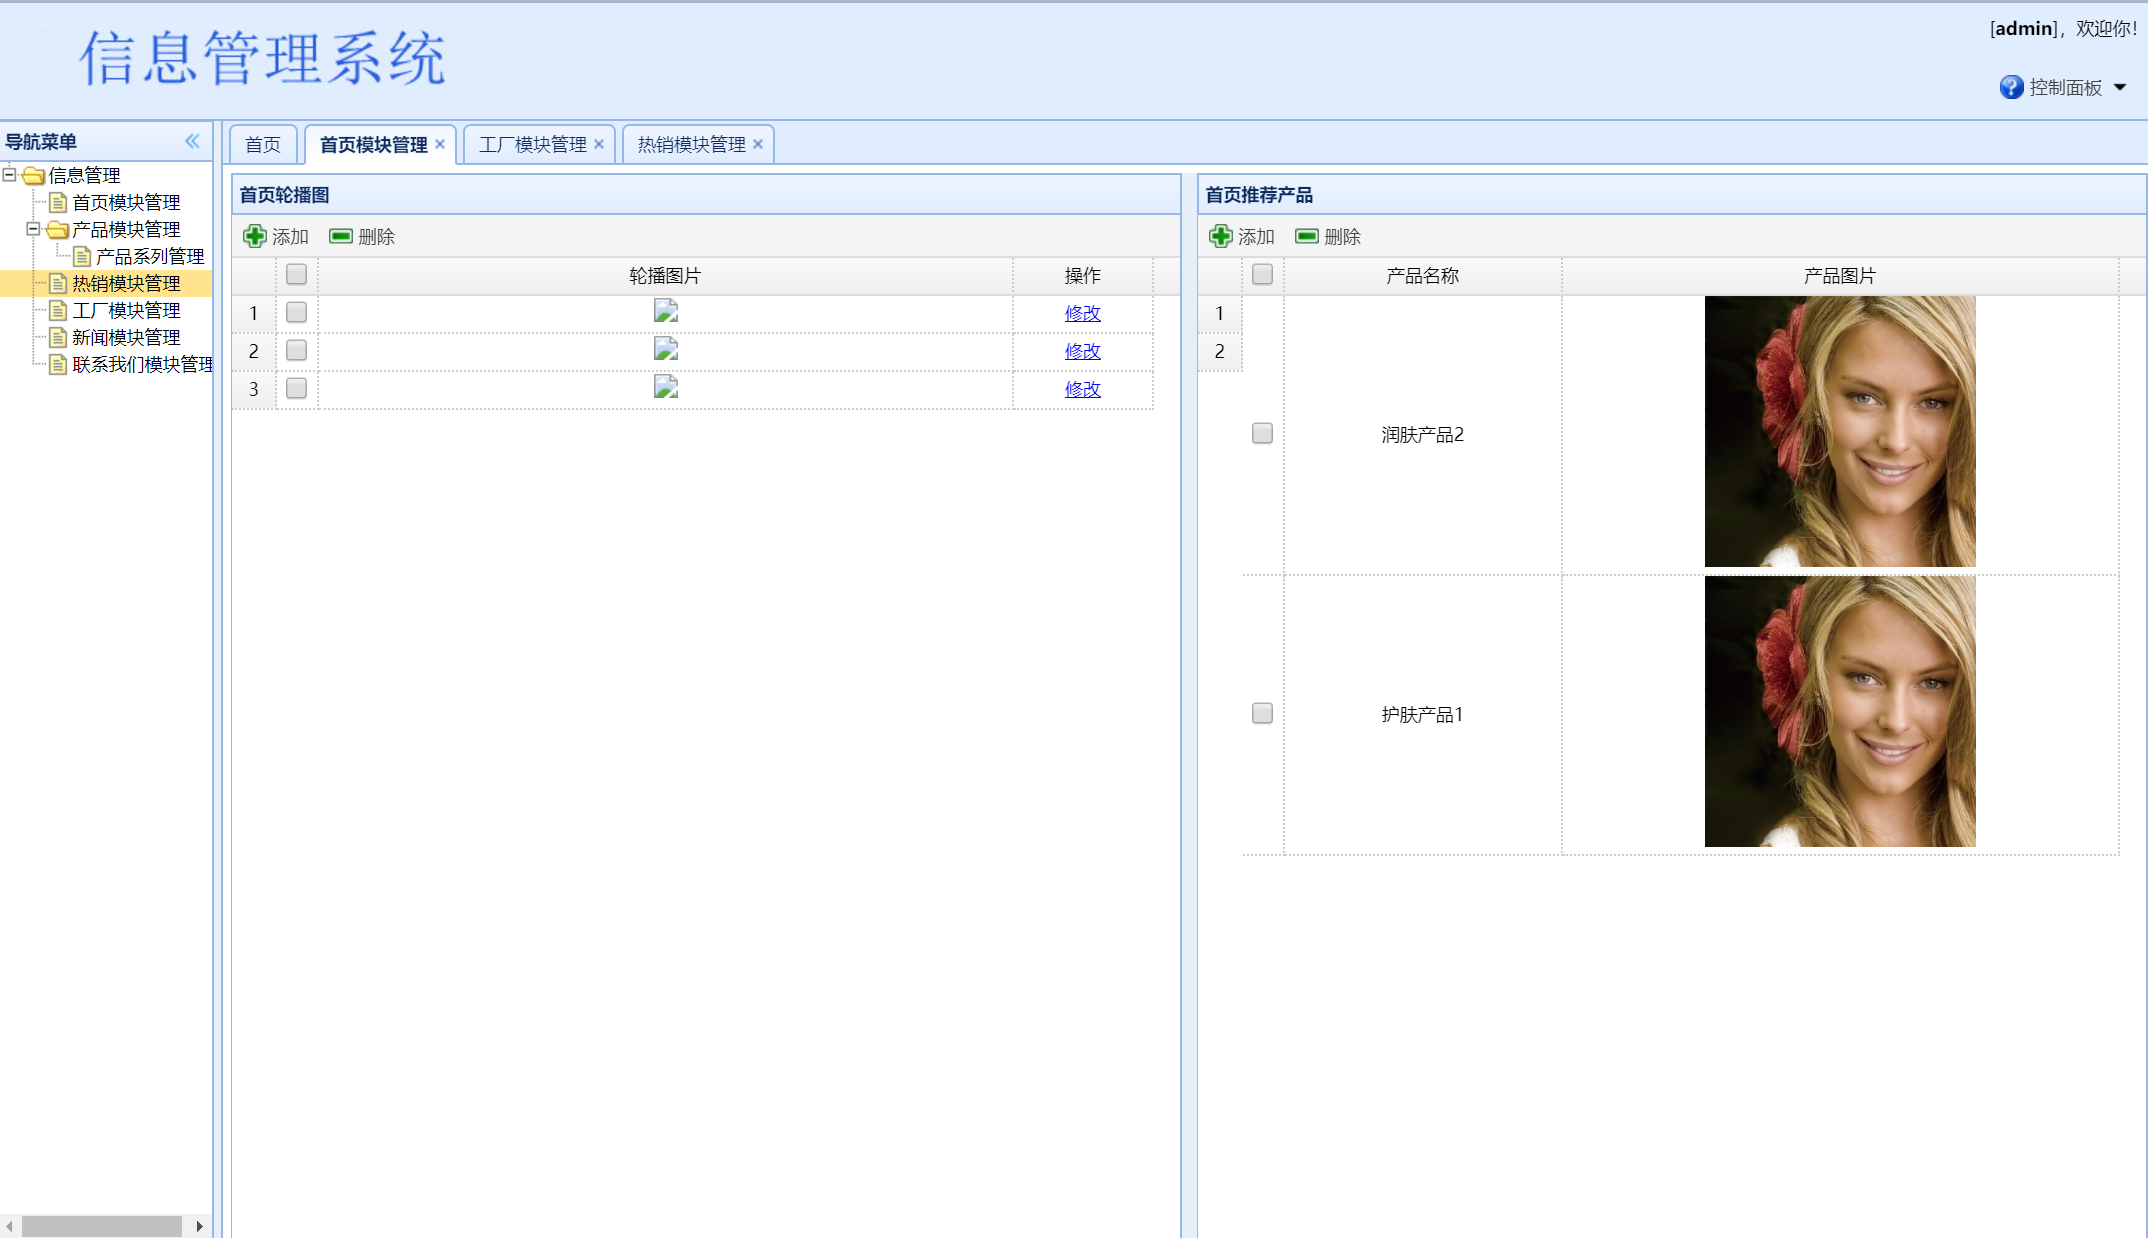 信息管理系统
[admin]，欢迎你！
控制面板
导航菜单
信息管理
首页模块管理
产品模块管理
产品系列管理
热销模块管理
工厂模块管理
新闻模块管理
联系我们模块管理
首页 首页模块管理 工厂模块管理 热销模块管理
首页轮播图
添加 删除
轮播图片 操作
1 修改
2 修改
3 修改
首页推荐产品
添加 删除
产品名称 产品图片
1
2
润肤产品2
护肤产品1